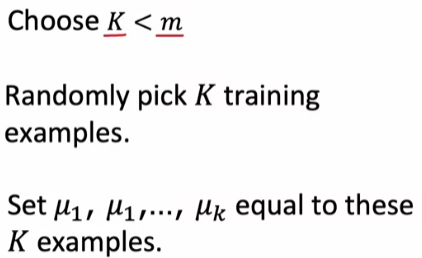 Choose K < m
Randomly pick K training
examples.
Set μ₁, μ₁,..., μₖ equal to these
K examples.